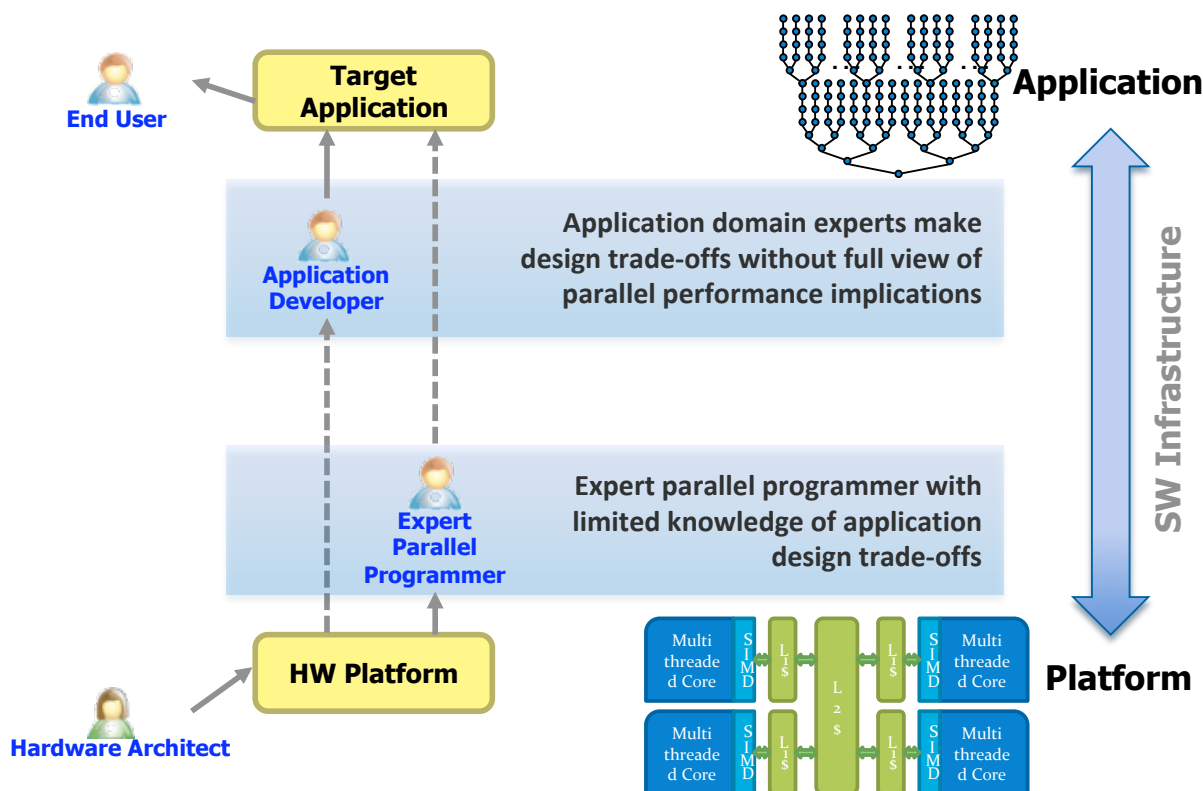 Target
Application
End User
Application
Application domain experts make
design trade-offs without full view of
parallel performance implications
Application
Developer
SW Infrastructure
Expert parallel programmer with
limited knowledge of application
design trade-offs
Expert
Parallel
Programmer
HW Platform
Hardware Architect
Platform
Multi
threade
d Core
SIMD
L1$
L2$
L1$
SIMD
Multi
threade
d Core
Multi
threade
d Core
SIMD
L1$
L1$
SIMD
Multi
threade
d Core